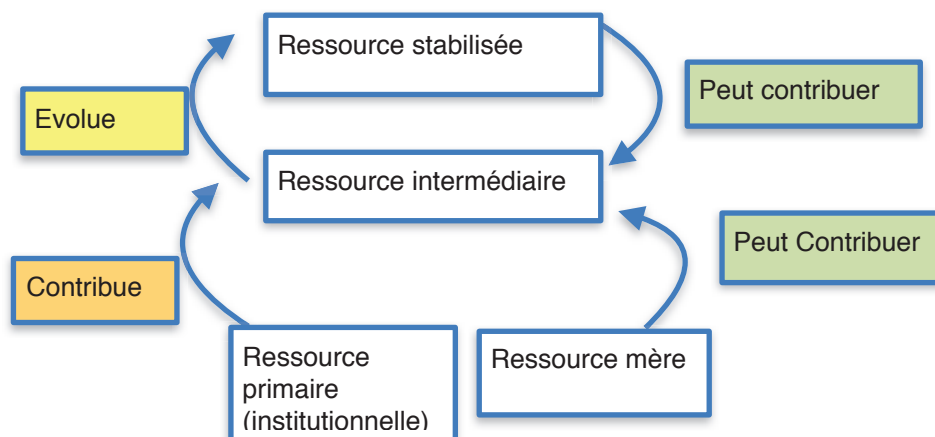 Ressource stabilisée
Peut contribuer
Evolue
Ressource intermédiaire
Peut Contribuer
Contribue
Ressource
primaire
(institutionnelle)
Ressource mère